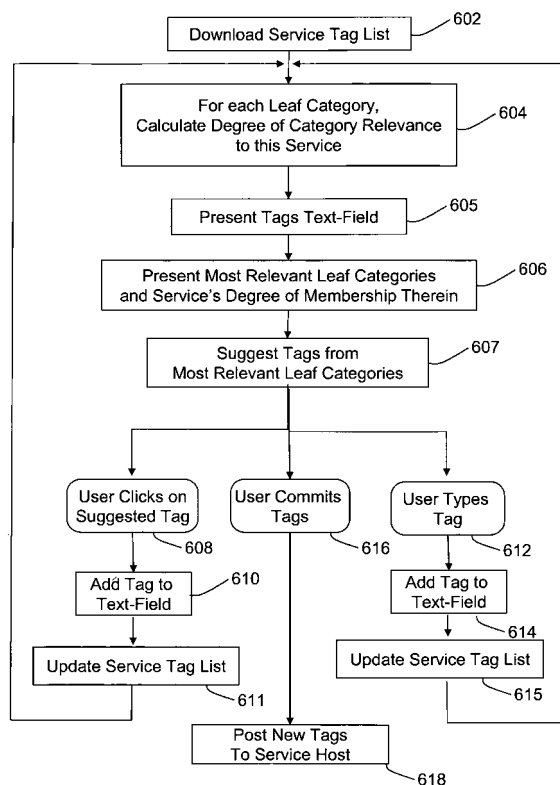 Download Service Tag List
602
For each Leaf Category,
Calculate Degree of Category Relevance
to this Service
604
Present Tags Text-Field
605
Present Most Relevant Leaf Categories
and Service's Degree of Membership Therein
606
Suggest Tags from
Most Relevant Leaf Categories
607
User Clicks on
Suggested Tag
608
User Commits
Tags
616
User Types
Tag
612
Add Tag to
Text-Field
610
Add Tag to
Text-Field
614
Update Service Tag List
611
Update Service Tag List
615
Post New Tags
To Service Host
618